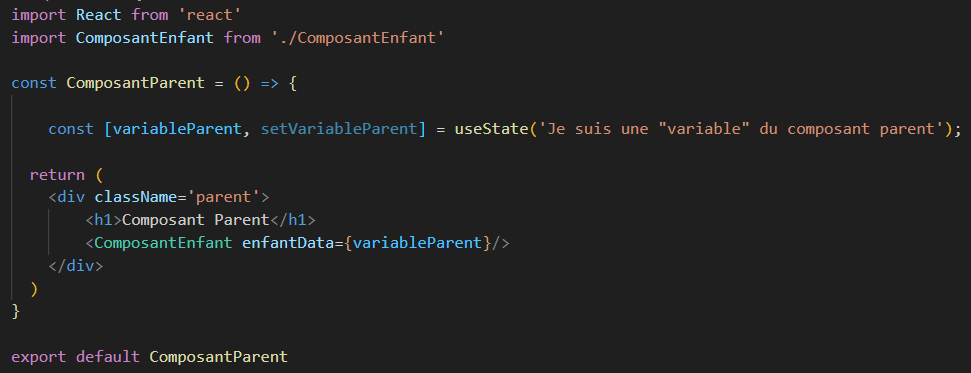 import React from 'react'
import ComposantEnfant from './ComposantEnfant'
const ComposantParent = () => {
const [variableParent, setVariableParent] = useState('Je suis une "variable" du composant parent');
return (
<div className='parent'>
<h1>Composant Parent</h1>
<ComposantEnfant enfantData={variableParent}/>
</div>
)
}
export default ComposantParent